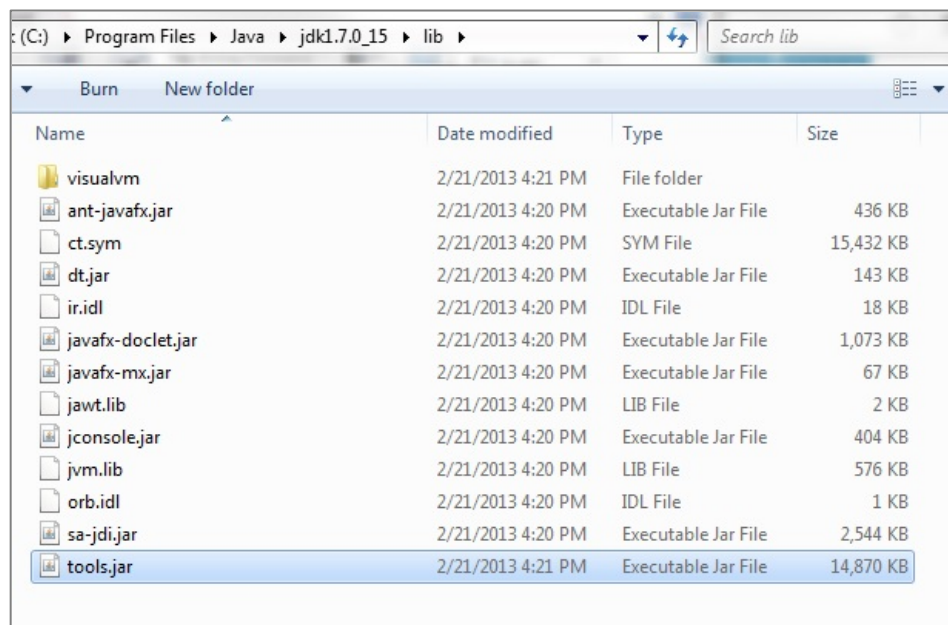 : (C:) ▸ Program Files ▸ Java ▸ jdk1.7.0_15 ▸ lib ▸ Search lib
Burn New folder
Name Date modified Type Size
visualvm 2/21/2013 4:21 PM File folder
ant-javafx.jar 2/21/2013 4:20 PM Executable Jar File 436 KB
ct.sym 2/21/2013 4:20 PM SYM File 15,432 KB
dt.jar 2/21/2013 4:20 PM Executable Jar File 143 KB
ir.idl 2/21/2013 4:20 PM IDL File 18 KB
javafx-doclet.jar 2/21/2013 4:20 PM Executable Jar File 1,073 KB
javafx-mx.jar 2/21/2013 4:20 PM Executable Jar File 67 KB
jawt.lib 2/21/2013 4:20 PM LIB File 2 KB
jconsole.jar 2/21/2013 4:20 PM Executable Jar File 404 KB
jvm.lib 2/21/2013 4:20 PM LIB File 576 KB
orb.idl 2/21/2013 4:20 PM IDL File 1 KB
sa-jdi.jar 2/21/2013 4:20 PM Executable Jar File 2,544 KB
tools.jar 2/21/2013 4:21 PM Executable Jar File 14,870 KB